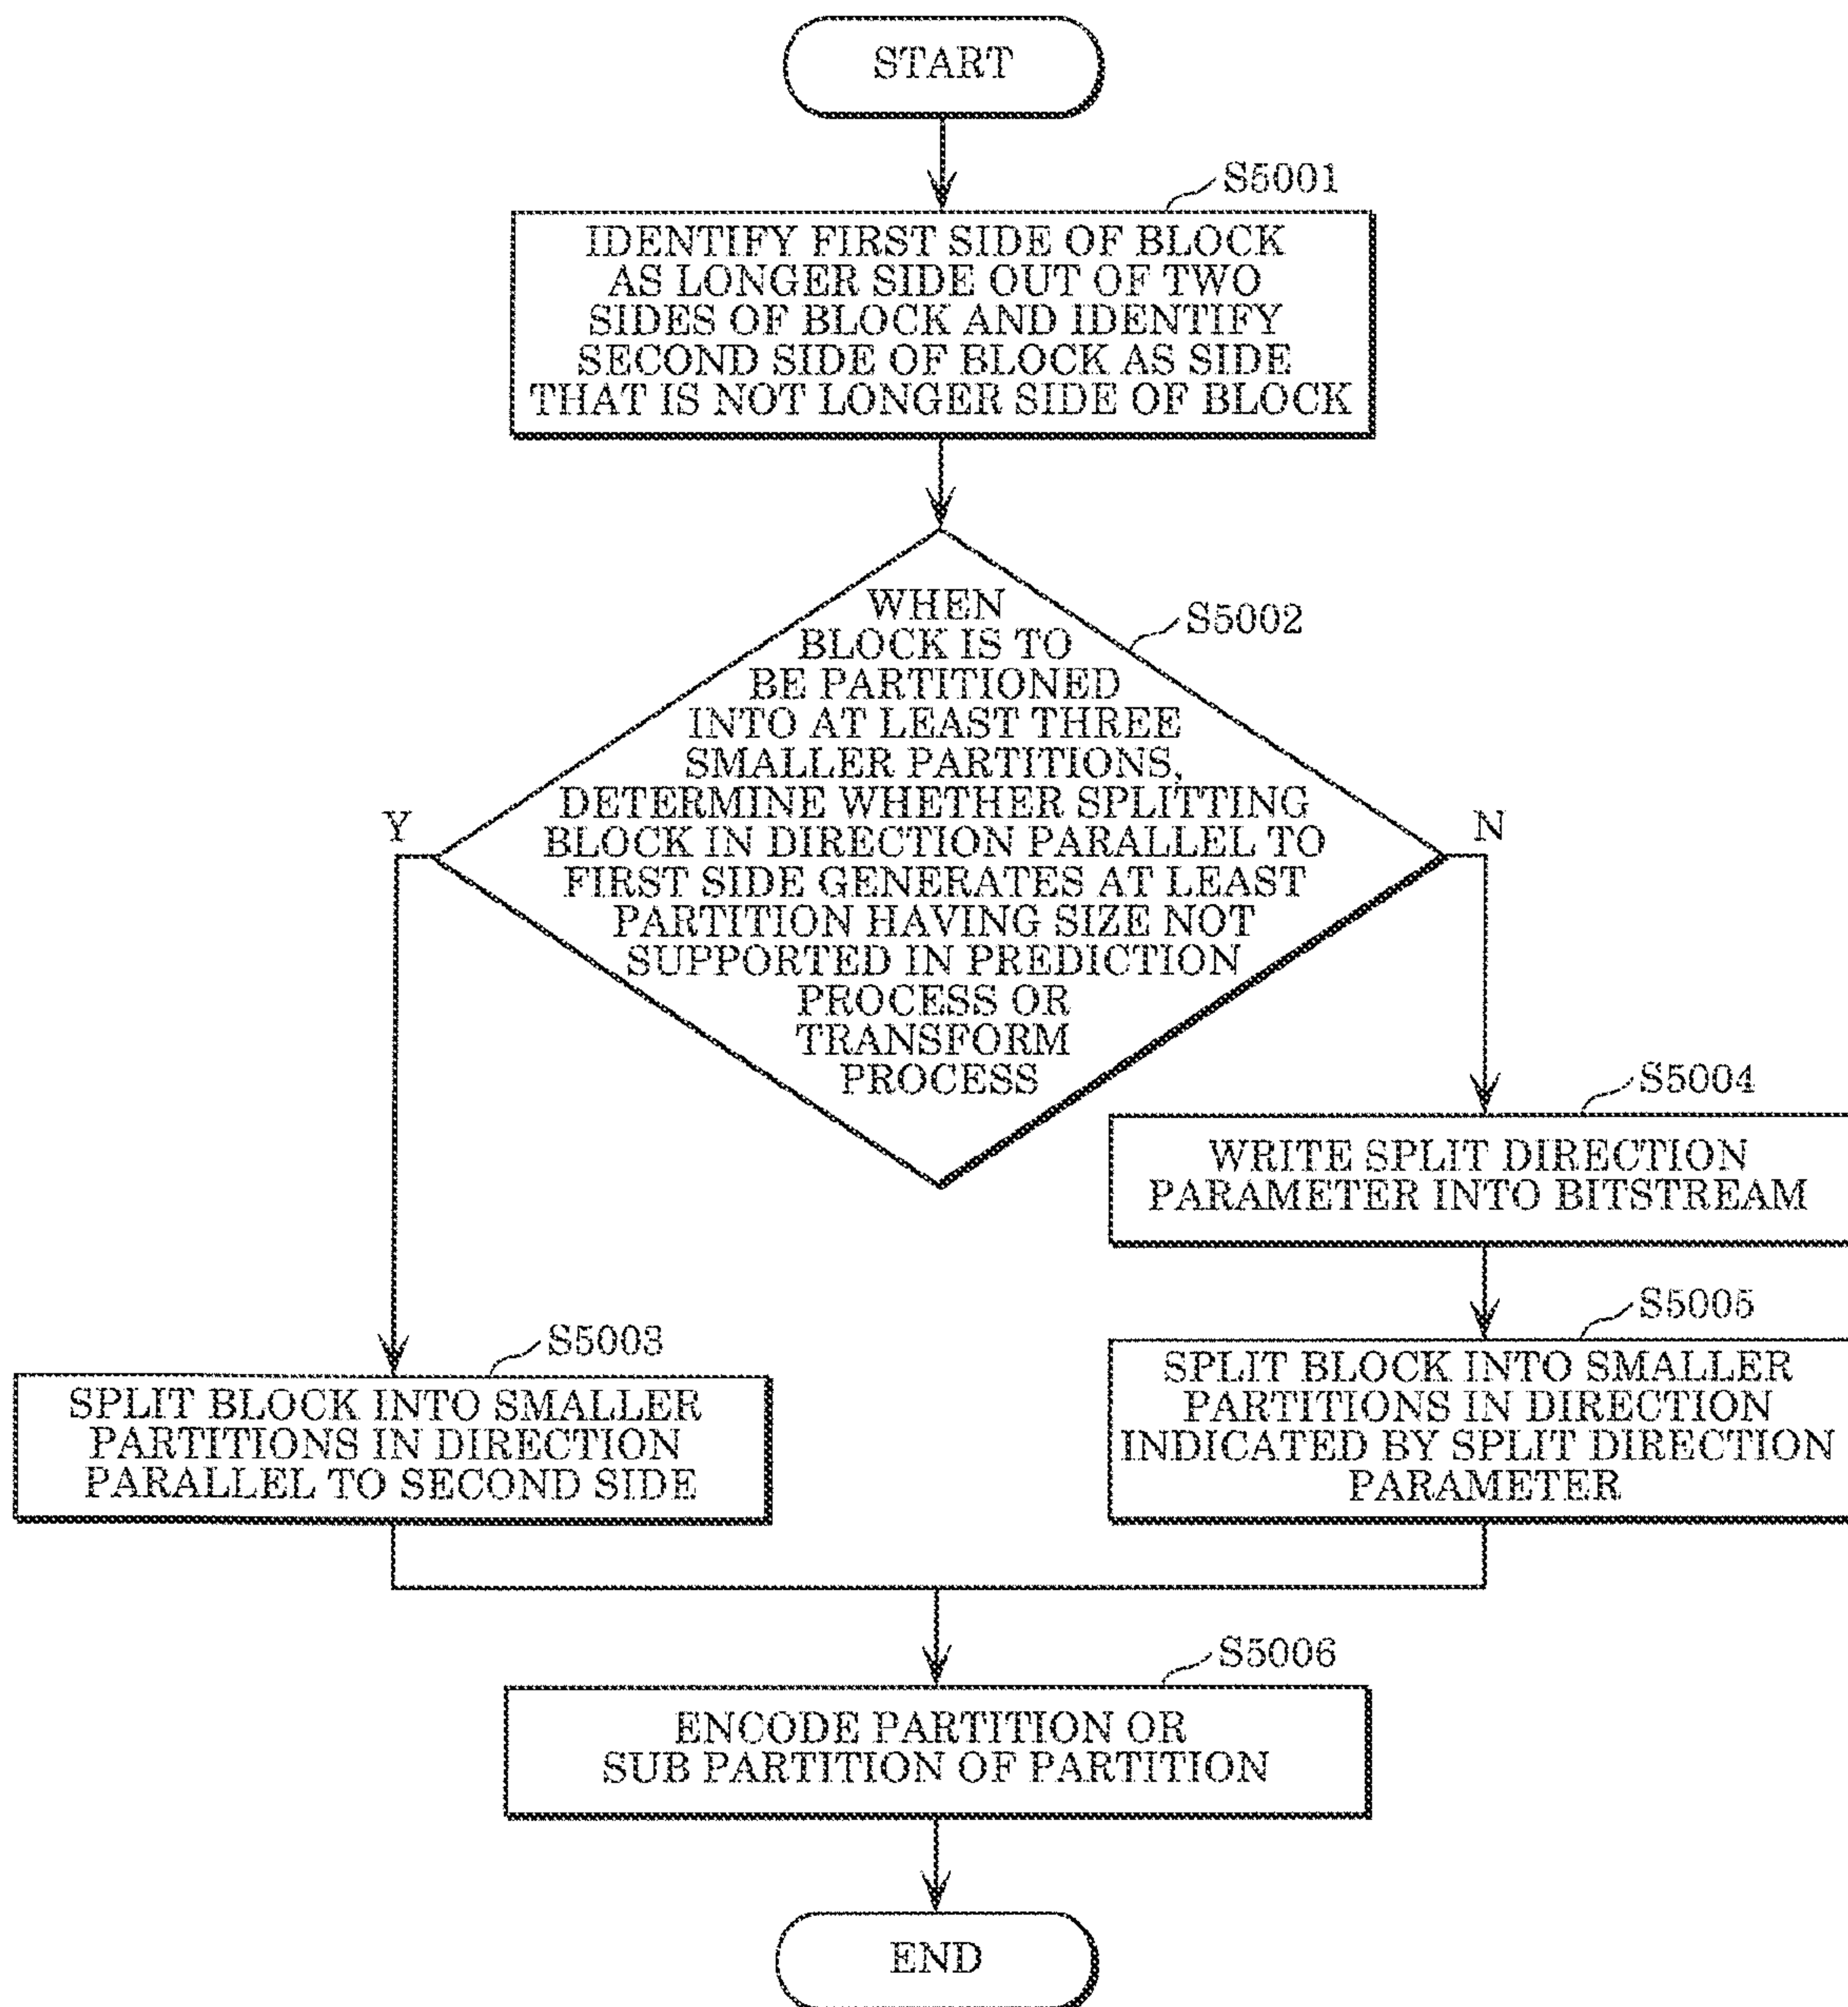 START
S5001
IDENTIFY FIRST SIDE OF BLOCK
AS LONGER SIDE OUT OF TWO
SIDES OF BLOCK AND IDENTIFY
SECOND SIDE OF BLOCK AS SIDE
THAT IS NOT LONGER SIDE OF BLOCK
S5002
WHEN
BLOCK IS TO
BE PARTITIONED
INTO AT LEAST THREE
SMALLER PARTITIONS,
DETERMINE WHETHER SPLITTING
BLOCK IN DIRECTION PARALLEL TO
FIRST SIDE GENERATES AT LEAST
PARTITION HAVING SIZE NOT
SUPPORTED IN PREDICTION
PROCESS OR
TRANSFORM
PROCESS
Y
N
S5004
WRITE SPLIT DIRECTION
PARAMETER INTO BITSTREAM
S5003
SPLIT BLOCK INTO SMALLER
PARTITIONS IN DIRECTION
PARALLEL TO SECOND SIDE
S5005
SPLIT BLOCK INTO SMALLER
PARTITIONS IN DIRECTION
INDICATED BY SPLIT DIRECTION
PARAMETER
S5006
ENCODE PARTITION OR
SUB PARTITION OF PARTITION
END